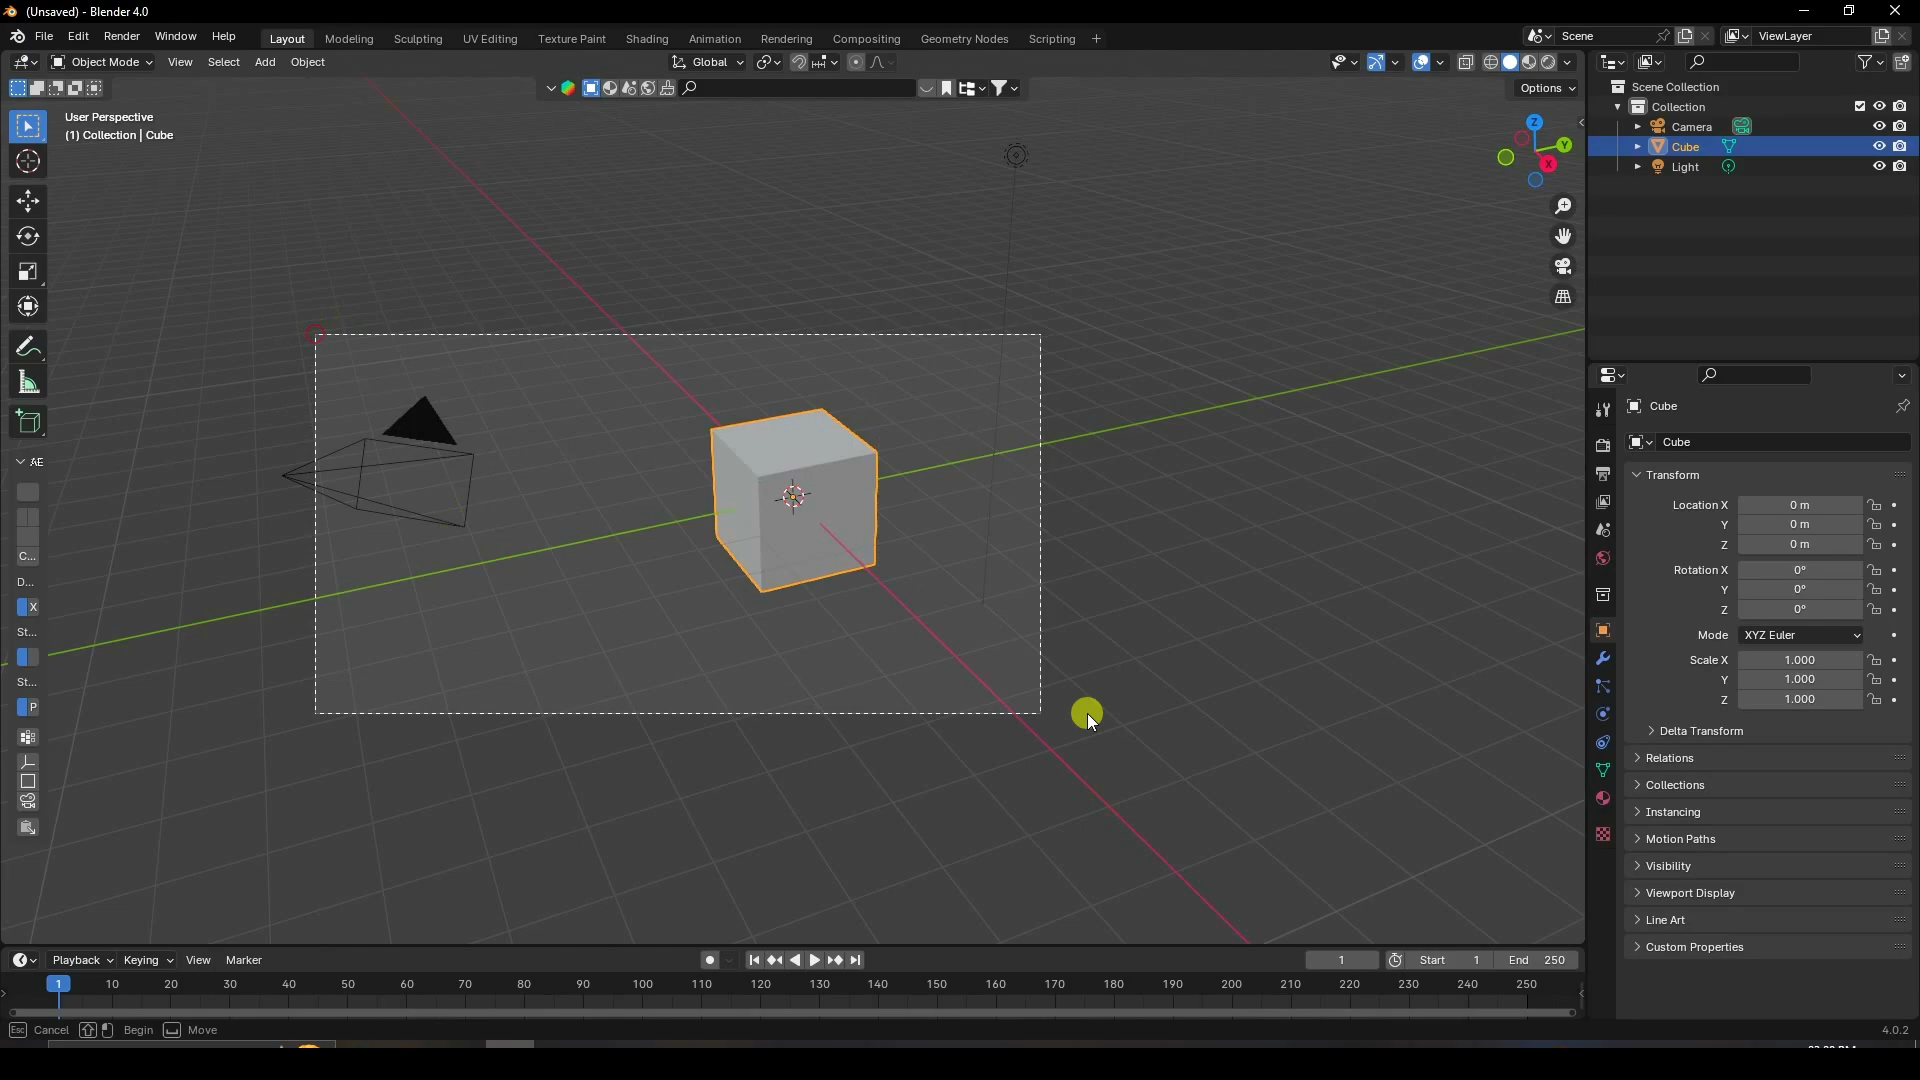 (Unsaved) - Blender 4.0
File Edit Render Window Help
Layout Modeling Sculpting UV Editing Texture Paint Shading Animation Rendering Compositing Geometry Nodes Scripting +
Scene
ViewLayer
Object Mode View Select Add Object
Global
Options
User Perspective
(1) Collection | Cube
Z
Y
X
Scene Collection
Collection
Camera
Cube
Light
Cube
Cube
Transform
Location X 0 m
Y 0 m
Z 0 m
Rotation X 0°
Y 0°
Z 0°
Mode XYZ Euler
Scale X 1.000
Y 1.000
Z 1.000
Delta Transform
Relations
Collections
Instancing
Motion Paths
Visibility
Viewport Display
Line Art
Custom Properties
AE
C...
D...
X
St...
St...
P
Playback Keying View Marker
1
Start 1
End 250
1 10 20 30 40 50 60 70 80 90 100 110 120 130 140 150 160 170 180 190 200 210 220 230 240 250
Esc Cancel Begin Move
4.0.2